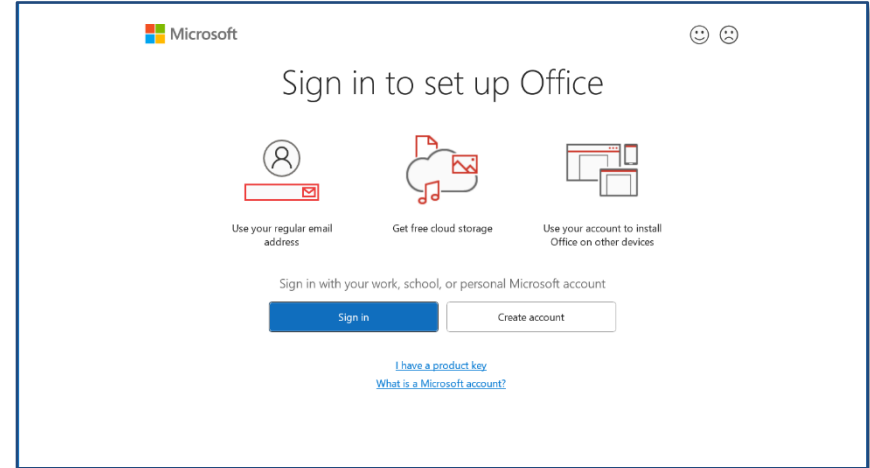 Microsoft
Sign in to set up Office
Use your regular email
address
Get free cloud storage
Use your account to install
Office on other devices
Sign in with your work, school, or personal Microsoft account
Sign in
Create account
I have a product key
What is a Microsoft account?